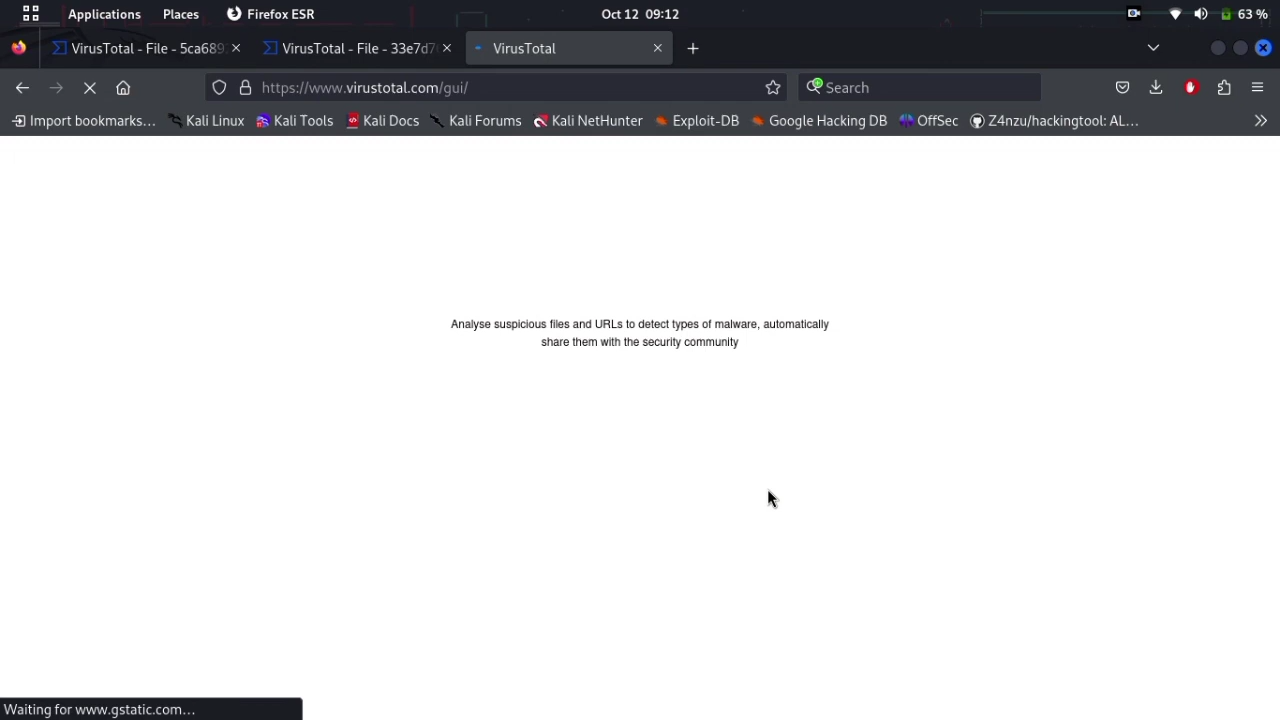 Applications Places Firefox ESR Oct 12 09:12 63 %
VirusTotal - File - 5ca689 VirusTotal - File - 33e7d7 VirusTotal
https://www.virustotal.com/gui/ Search
Import bookmarks... Kali Linux Kali Tools Kali Docs Kali Forums Kali NetHunter Exploit-DB Google Hacking DB OffSec Z4nzu/hackingtool: AL...
Analyse suspicious files and URLs to detect types of malware, automatically
share them with the security community
Waiting for www.gstatic.com...